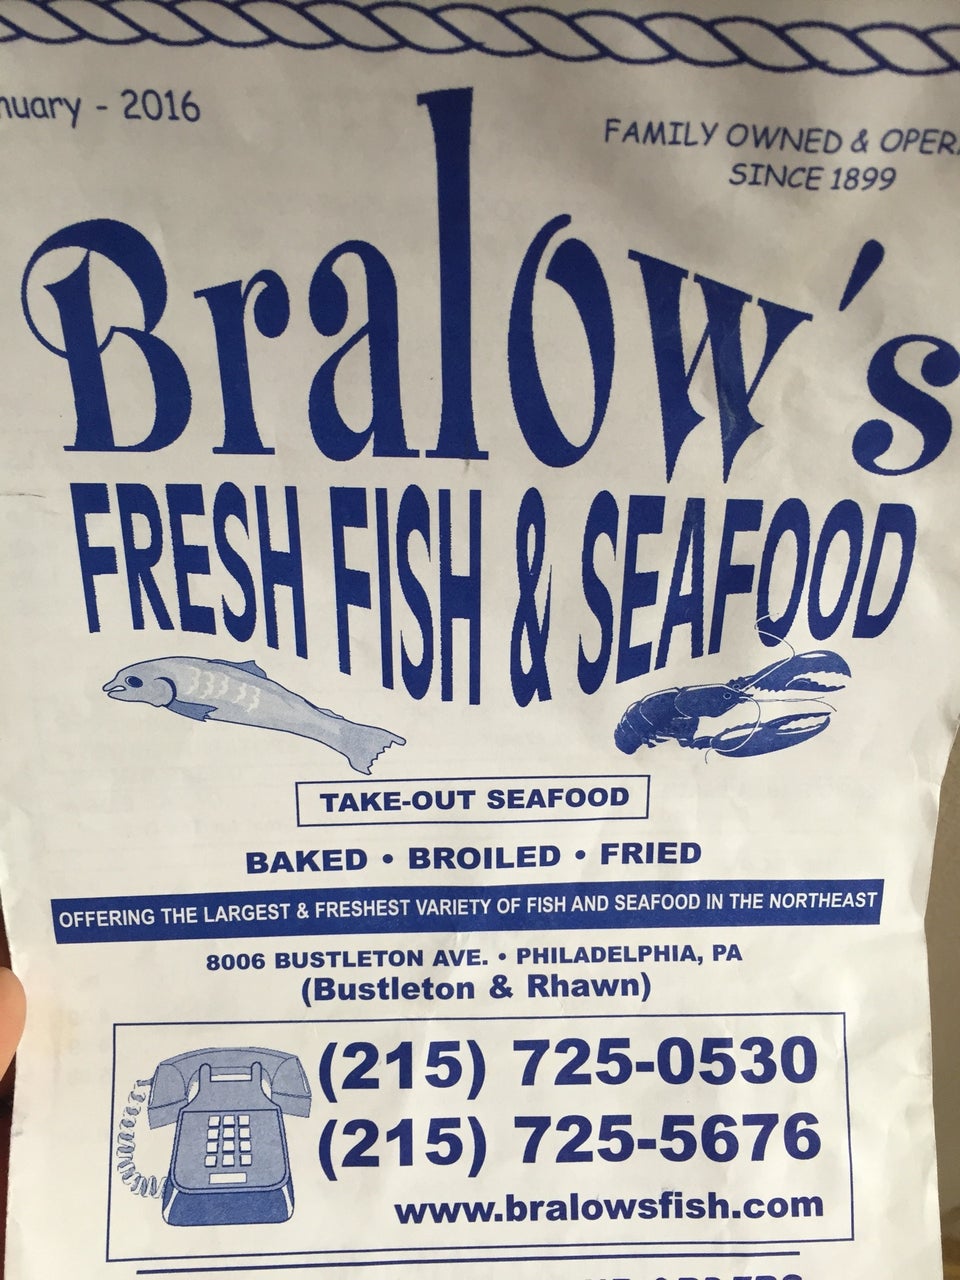 nuary - 2016
FAMILY OWNED & OPER
SINCE 1899
Bralow's
FRESH FISH & SEAFOOD
TAKE-OUT SEAFOOD
BAKED • BROILED • FRIED
OFFERING THE LARGEST & FRESHEST VARIETY OF FISH AND SEAFOOD IN THE NORTHEAST
8006 BUSTLETON AVE. • PHILADELPHIA, PA
(Bustleton & Rhawn)
(215) 725-0530
(215) 725-5676
www.bralowsfish.com